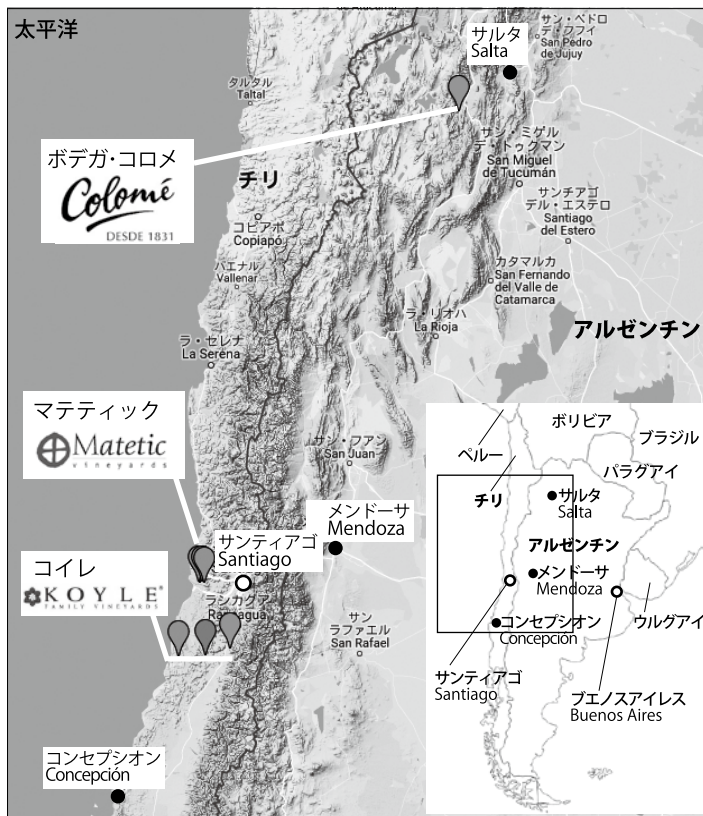 太平洋
サルタ
Salta
サン・ペドロ
デ・フフイ
San Pedro
de Jujuy
タルタル
Taltal
ボデガ・コロメ
Colomé
DESDE 1831
チリ
サン・ミゲル
デ・トゥクマン
San Miguel
de Tucumán
サンチアゴ
デル・エステロ
Santiago
del Estero
コピアポ
Copiapó
バエナル
Vallenar
カタマルカ
San Fernando
del Valle de
Catamarca
ラ・リオハ
La Rioja
アルゼンチン
ラ・セレナ
La Serena
マテティック
Matetic
vineyards
サン・フアン
San Juan
メンドーサ
Mendoza
サンティアゴ
Santiago
コイレ
KOYLE
FAMILY VINEYARDS
ランカグア
サン
ラファエル
San Rafael
コンセプシオン
Concepción
ボリビア
ブラジル
ペルー
パラグアイ
チリ
サルタ
Salta
アルゼンチン
メンドーサ
Mendoza
コンセプシオン
Concepción
ウルグアイ
サンティアゴ
Santiago
ブエノスアイレス
Buenos Aires